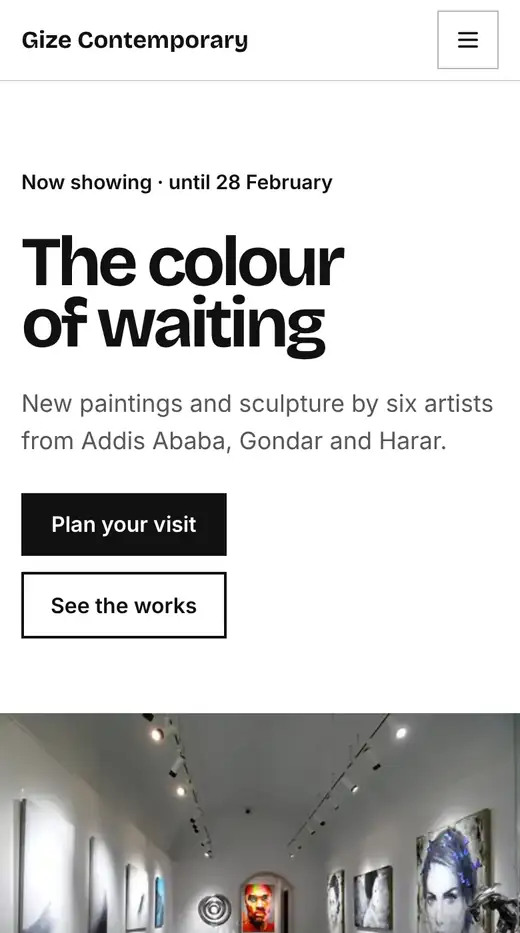 Gize Contemporary
Now showing · until 28 February
The colour
of waiting
New paintings and sculpture by six artists
from Addis Ababa, Gondar and Harar.
Plan your visit
See the works